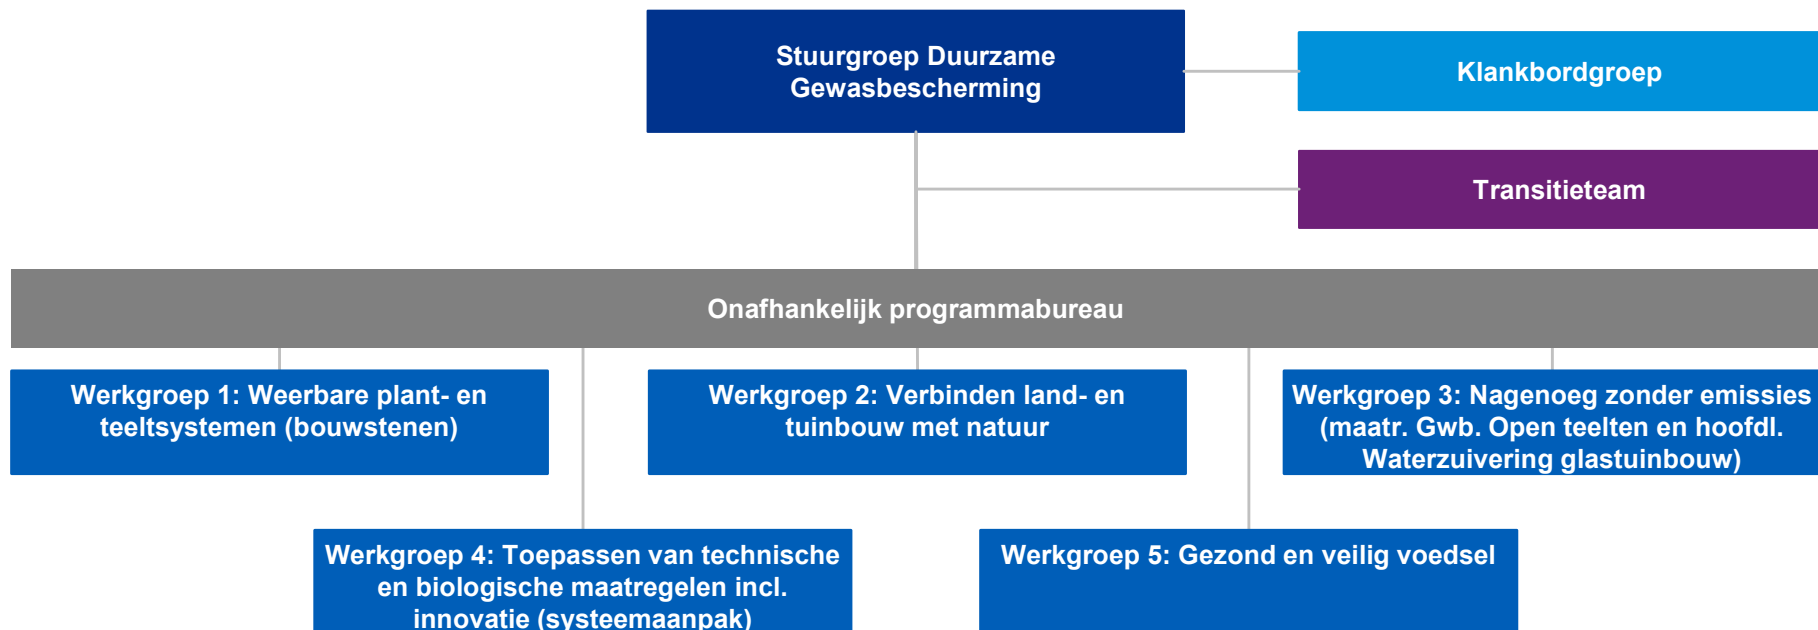 Stuurgroep Duurzame
Gewasbescherming
Klankbordgroep
Transitieteam
Onafhankelijk programmabureau
Werkgroep 1: Weerbare plant- en
teeltsystemen (bouwstenen)
Werkgroep 2: Verbinden land- en
tuinbouw met natuur
Werkgroep 3: Nagenoeg zonder emissies
(maatr. Gwb. Open teelten en hoofdl.
Waterzuivering glastuinbouw)
Werkgroep 4: Toepassen van technische
en biologische maatregelen incl.
innovatie (systeemaanpak)
Werkgroep 5: Gezond en veilig voedsel